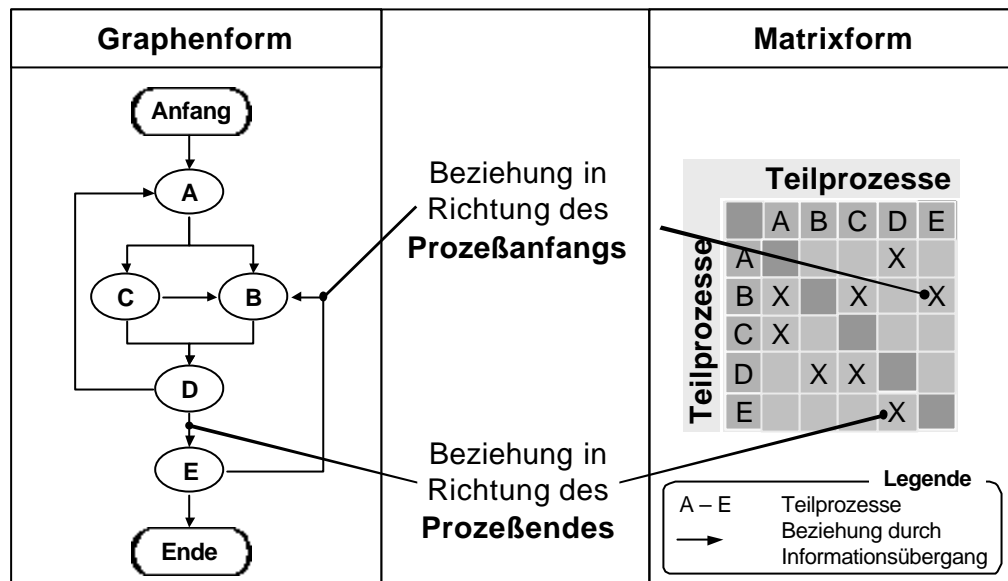 Graphenform
Anfang
A
C
B
D
E
Ende
Beziehung in
Richtung des
Prozeßanfangs
Beziehung in
Richtung des
Prozeßendes
Matrixform
Teilprozesse
Teilprozesse
A B C D E
A X
B X X X
C X
D X X
E X
Legende
A – E Teilprozesse
Beziehung durch
Informationsübergang